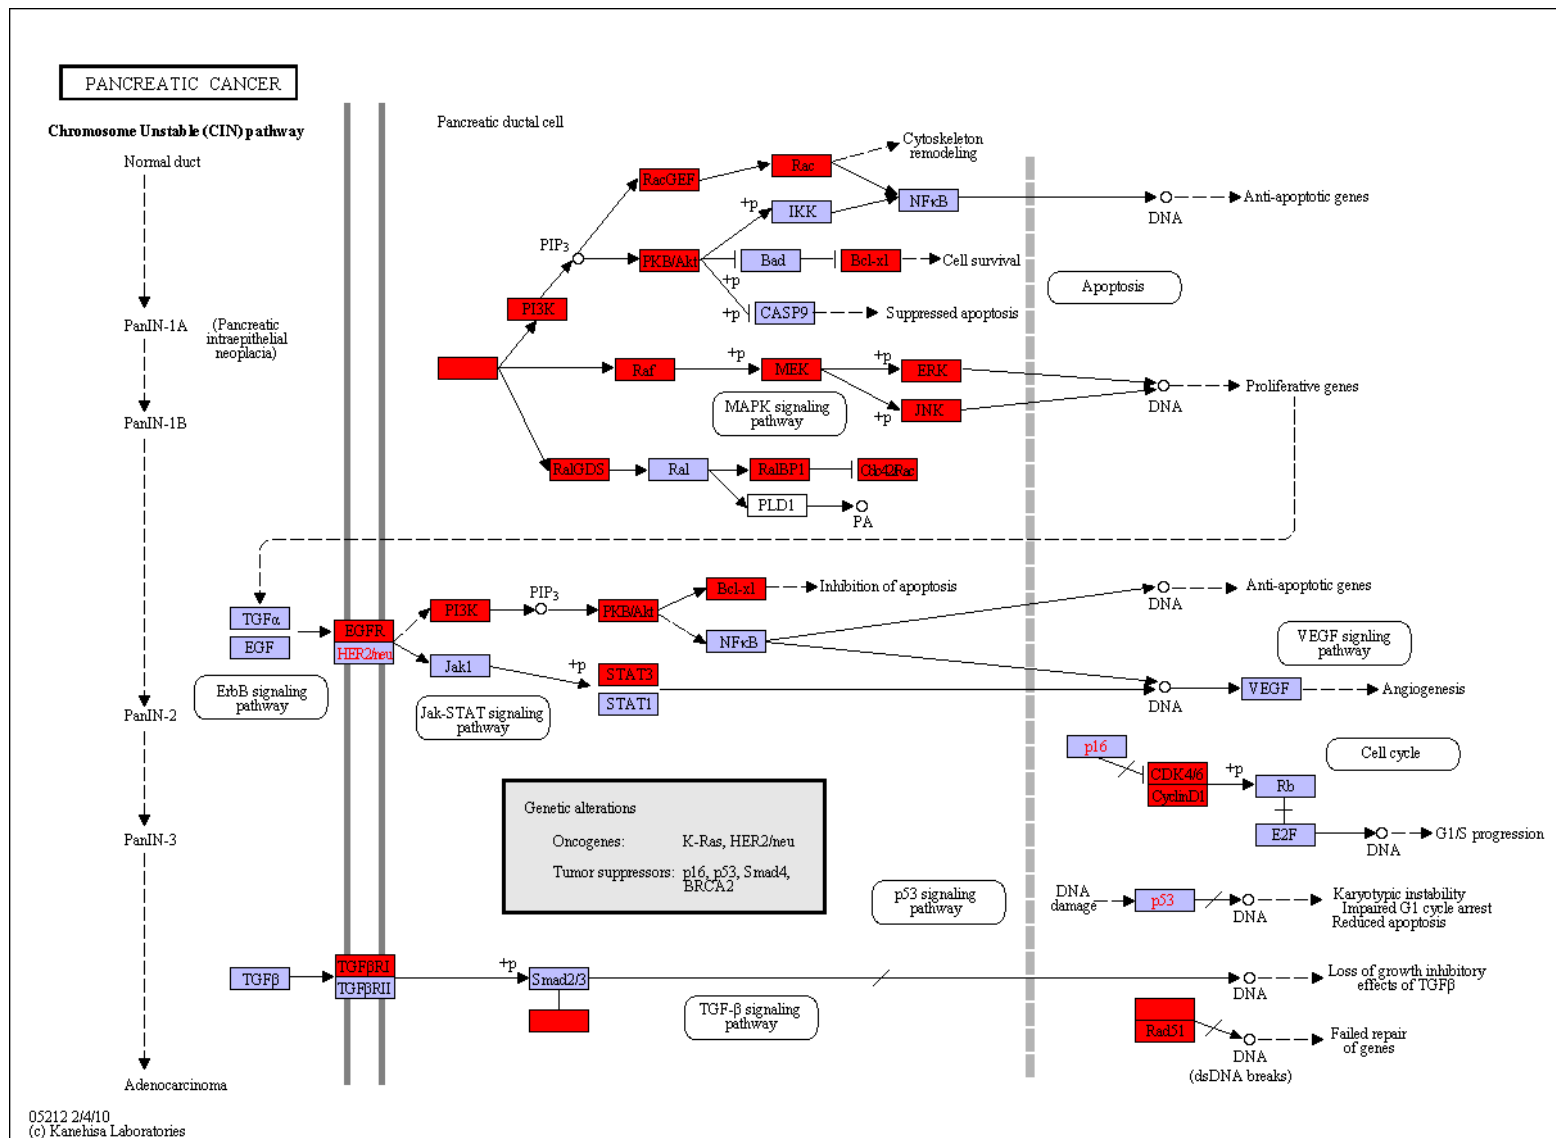 PANCREATIC CANCER
Chromosome Unstable (CIN) pathway
Normal duct
PanIN-1A
(Pancreatic
intraepithelial
neoplacia)
PanIN-1B
PanIN-2
PanIN-3
Adenocarcinoma
Pancreatic ductal cell
RacGEF
Rac
Cytoskeleton
remodeling
+p
IKK
NFκB
DNA
Anti-apoptotic genes
PIP3
PKB/Akt
Bad
Bcl-xl
Cell survival
+p
+p
CASP9
Suppressed apoptosis
Apoptosis
PI3K
Raf
+p
MEK
+p
ERK
+p
JNK
DNA
Proliferative genes
MAPK signaling
pathway
RalGDS
Ral
RalBP1
Cdc42/Rac
PLD1
PA
TGFα
EGF
EGFR
HER2/neu
ErbB signaling
pathway
PI3K
PIP3
PKB/Akt
Bcl-xl
Inhibition of apoptosis
NFκB
DNA
Anti-apoptotic genes
Jak1
+p
STAT3
STAT1
Jak-STAT signaling
pathway
DNA
VEGF
Angiogenesis
VEGF signling
pathway
p16
CDK4/6
CyclinD1
+p
Rb
E2F
DNA
G1/S progression
Cell cycle
Genetic alterations
Oncogenes: K-Ras, HER2/neu
Tumor suppressors: p16, p53, Smad4,
BRCA2
p53 signaling
pathway
DNA
damage
p53
DNA
Karyotypic instability
Impaired G1 cycle arrest
Reduced apoptosis
TGFβ
TGFβRI
TGFβRII
+p
Smad2/3
TGF-β signaling
pathway
DNA
Loss of growth inhibitory
effects of TGFβ
Rad51
DNA
(dsDNA breaks)
Failed repair
of genes
05212 2/4/10
(c) Kanehisa Laboratories